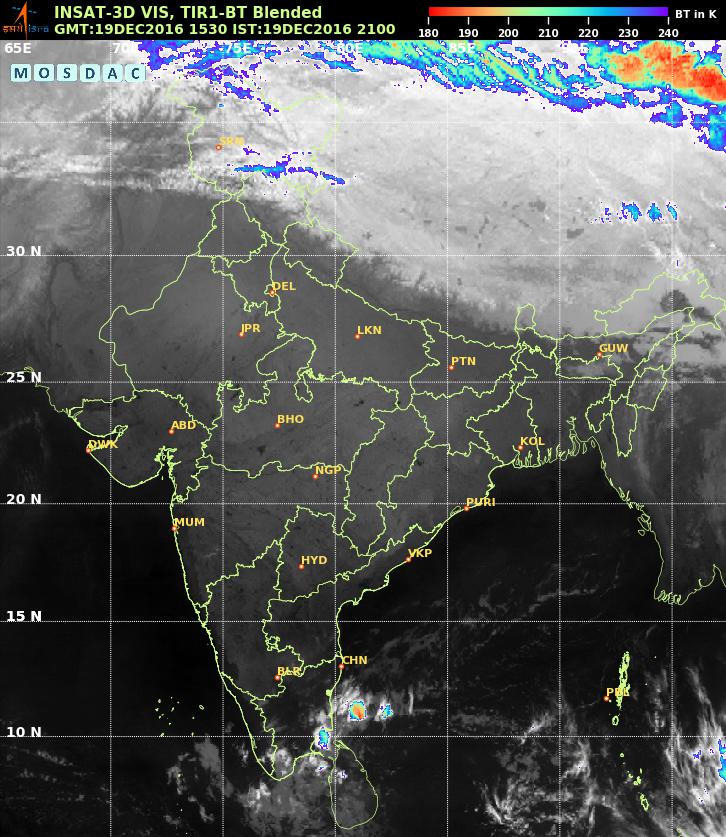 INSAT-3D VIS, TIR1-BT Blended
GMT:19DEC2016 1530 IST:19DEC2016 2100
BT in K
180 190 200 210 220 230 240
65E 75E 80E 85E
MOSDAC
SRN
30 N
DEL
JPR
LKN
GUW
PTN
25 N
ABD
BHO
DWK
KOL
NGP
20 N
PURI
MUM
VKP
HYD
15 N
CHN
BLR
PBL
10 N